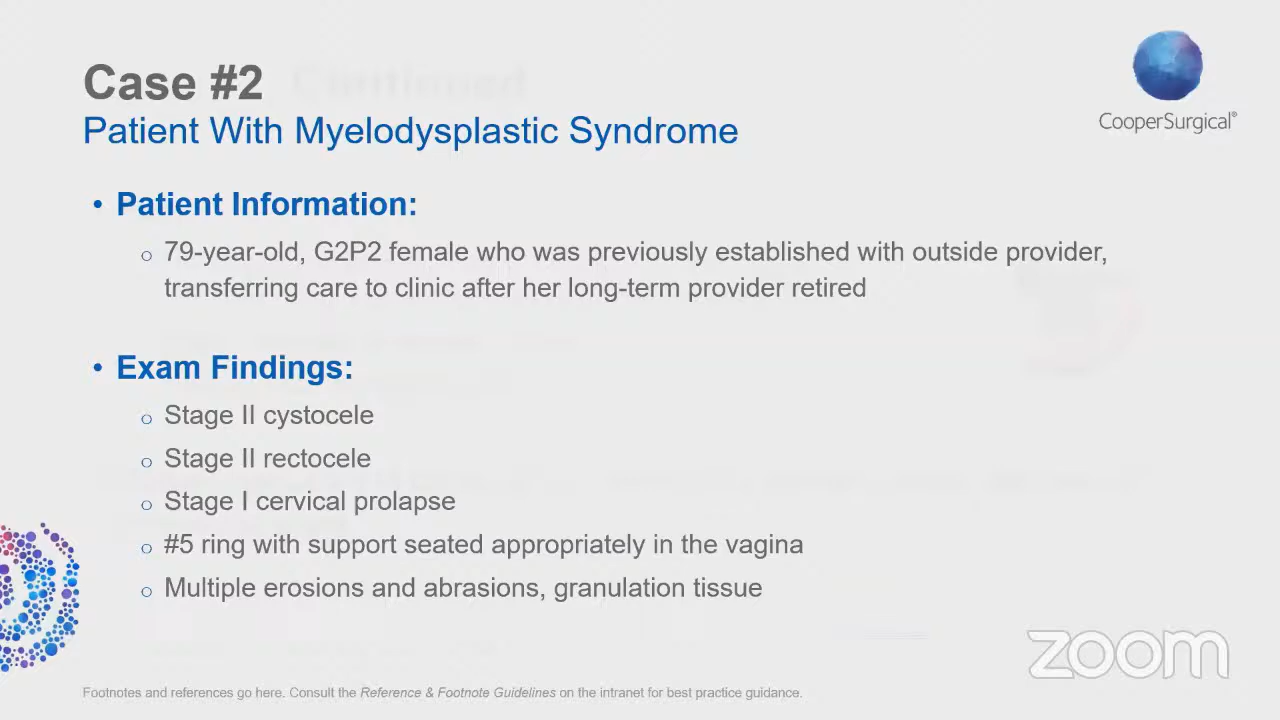 Case #2 Continued
CooperSurgical®
Patient With Myelodysplastic Syndrome
• Patient Information:
o 79-year-old, G2P2 female who was previously established with outside provider,
transferring care to clinic after her long-term provider retired
• Exam Findings:
o Stage II cystocele
o Stage II rectocele
o Stage I cervical prolapse
o #5 ring with support seated appropriately in the vagina
o Multiple erosions and abrasions, granulation tissue
zoom
Footnotes and references go here. Consult the Reference & Footnote Guidelines on the intranet for best practice guidance.